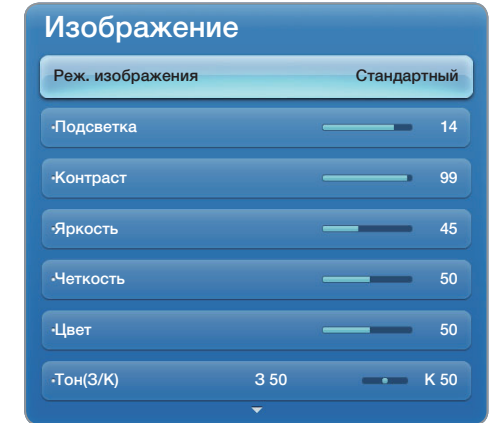 Изображение
Реж. изображения Стандартный
·Подсветка 14
·Контраст 99
·Яркость 45
·Четкость 50
·Цвет 50
·Тон(З/К) З 50 К 50